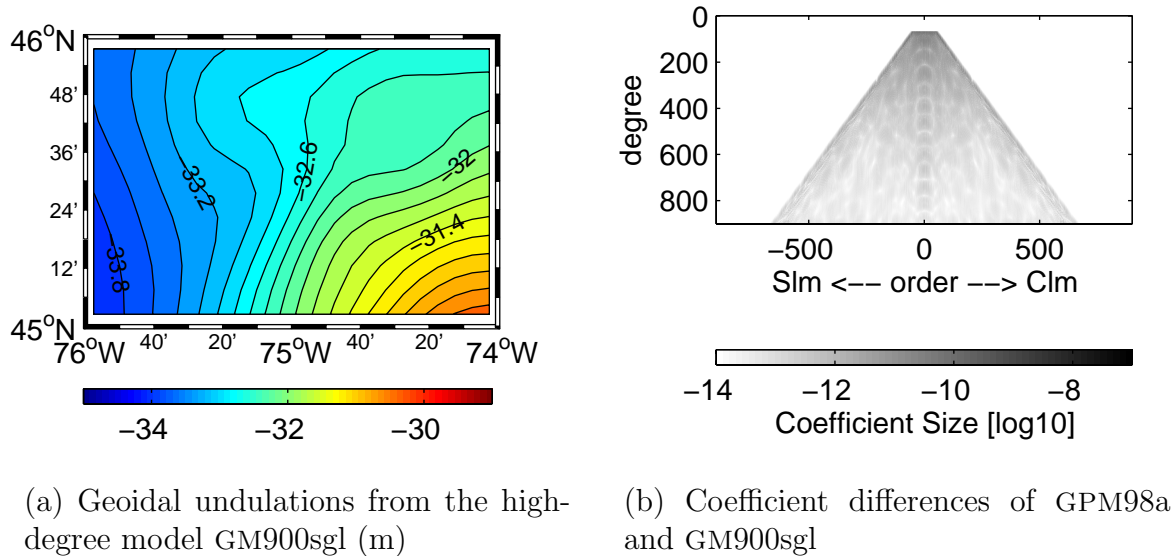 46°N
48'
36'
24'
12'
45°N
76°W 40' 20' 75°W 40' 20' 74°W
−33.8
−33.2
−32.6
−32
−31.4
−34 −32 −30
(a) Geoidal undulations from the high-
degree model GM900sgl (m)
0
200
400
600
800
degree
−500 0 500
Slm <−− order −−> Clm
−14 −12 −10 −8
Coefficient Size [log10]
(b) Coefficient differences of GPM98a
and GM900sgl